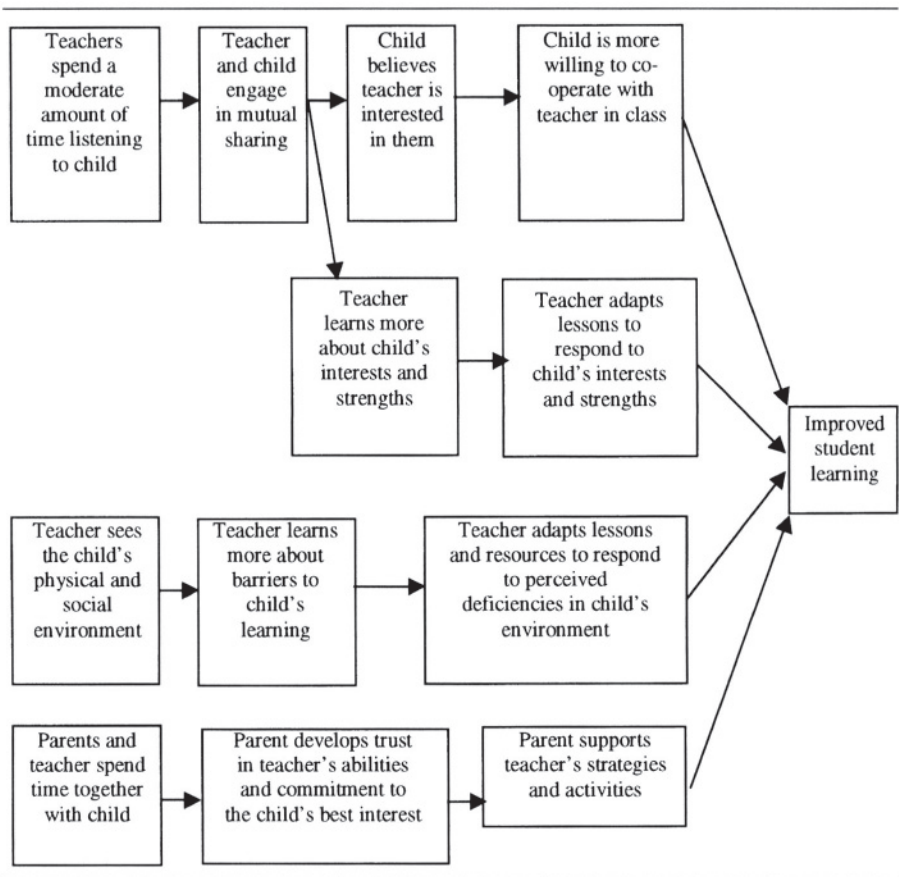 Teachers
spend a
moderate
amount of
time listening
to child
Teacher
and child
engage
in mutual
sharing
Child
believes
teacher is
interested
in them
Child is more
willing to co-
operate with
teacher in class
Teacher
learns more
about child's
interests and
strengths
Teacher adapts
lessons to
respond to
child's interests
and strengths
Improved
student
learning
Teacher sees
the child's
physical and
social
environment
Teacher learns
more about
barriers to
child's
learning
Teacher adapts lessons
and resources to respond
to perceived
deficiencies in child's
environment
Parents and
teacher spend
time together
with child
Parent develops trust
in teacher's abilities
and commitment to
the child's best interest
Parent supports
teacher's strategies
and activities